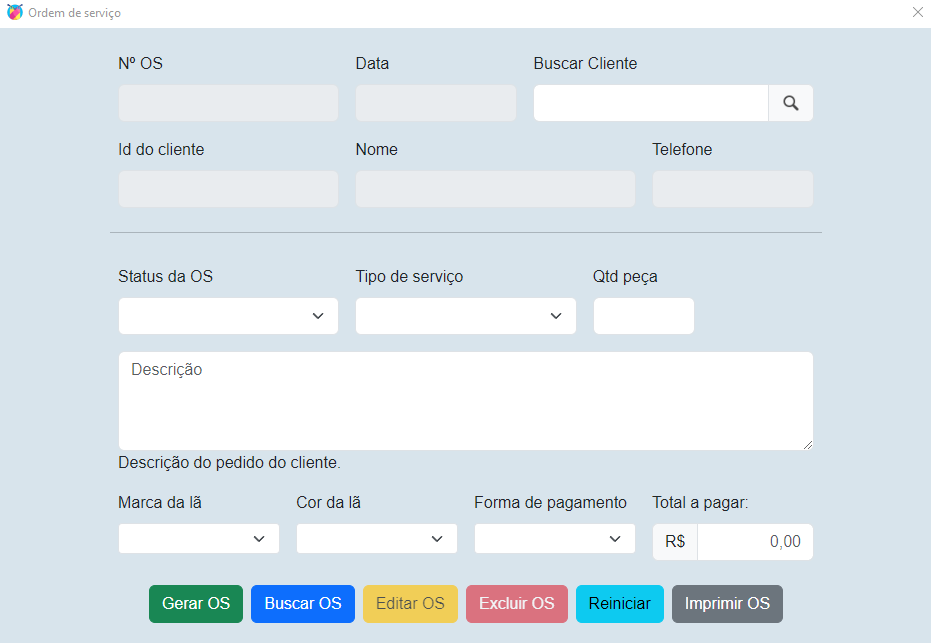 Ordem de serviço
Nº OS Data Buscar Cliente
Id do cliente Nome Telefone
Status da OS Tipo de serviço Qtd peça
Descrição
Descrição do pedido do cliente.
Marca da lã Cor da lã Forma de pagamento Total a pagar:
R$ 0,00
Gerar OS Buscar OS Editar OS Excluir OS Reiniciar Imprimir OS